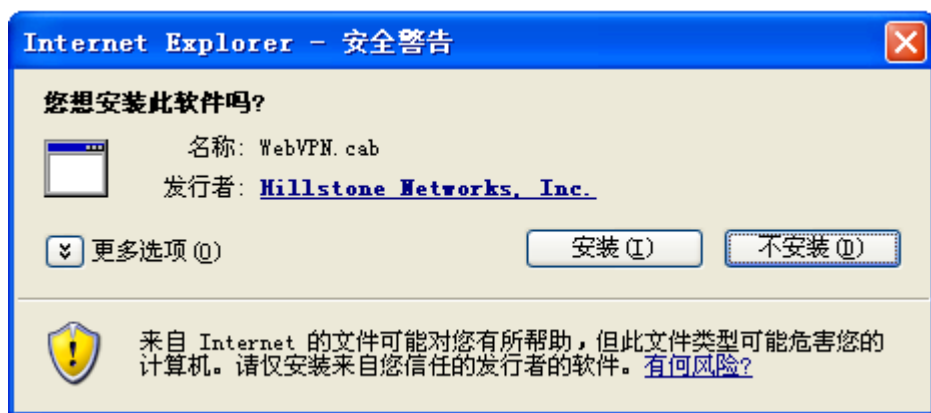 Internet Explorer - 安全警告
您想安装此软件吗?
名称: WebVPN.cab
发行者: Hillstone Networks, Inc.
更多选项(O)
安装(I)
不安装(D)
来自 Internet 的文件可能对您有所帮助，但此文件类型可能危害您的
计算机。请仅安装来自您信任的发行者的软件。有何风险?